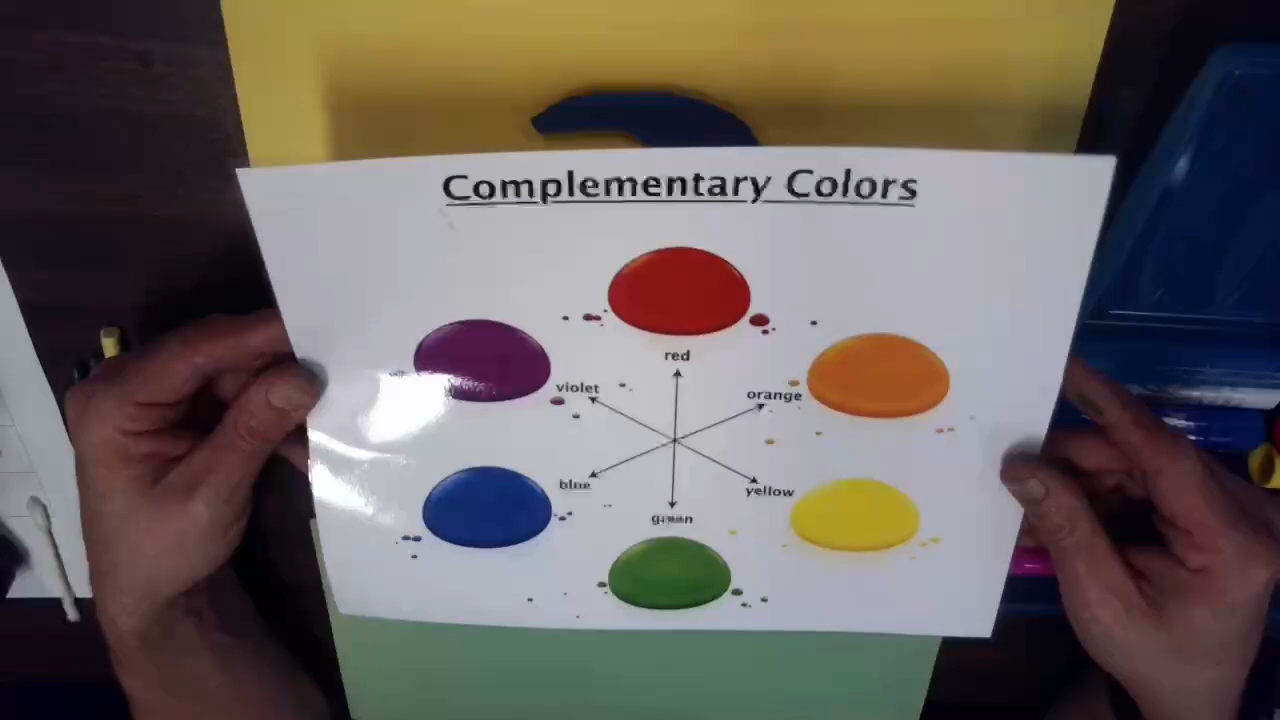 Complementary Colors
red
violet
orange
blue
yellow
green